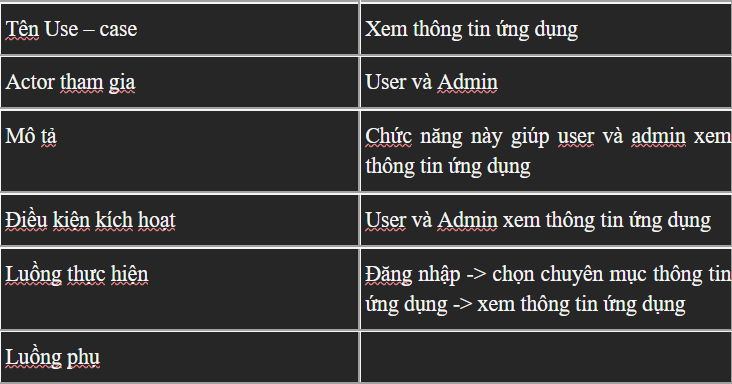 Tên Use – case
Xem thông tin ứng dụng
Actor tham gia
User và Admin
Mô tả
Chức năng này giúp user và admin xem
thông tin ứng dụng
Điều kiện kích hoạt
User và Admin xem thông tin ứng dụng
Luồng thực hiện
Đăng nhập -> chọn chuyên mục thông tin
ứng dụng -> xem thông tin ứng dụng
Luồng phụ